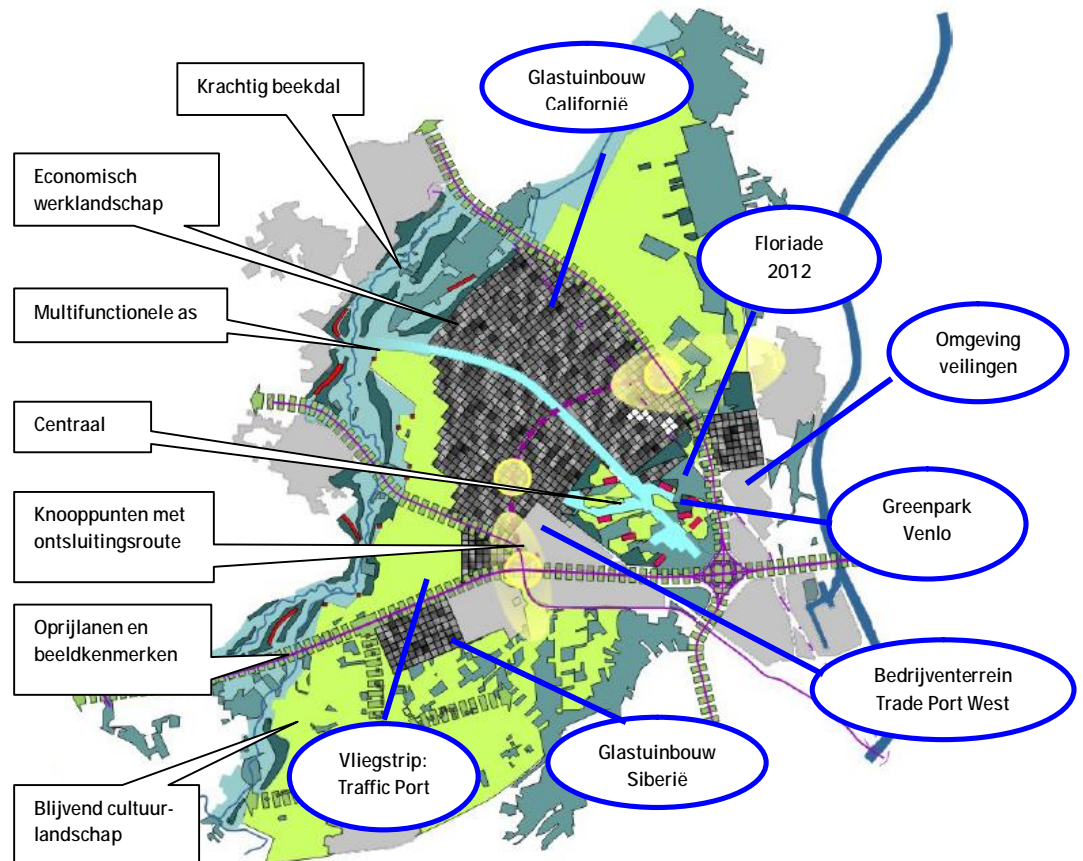 Krachtig beekdal
Economisch
werklandschap
Multifunctionele as
Centraal
Knooppunten met
ontsluitingsroute
Oprijlanen en
beeldkenmerken
Blijvend cultuur-
landschap
Glastuinbouw
Californië
Floriade
2012
Omgeving
veilingen
Greenpark
Venlo
Bedrijventerrein
Trade Port West
Glastuinbouw
Siberië
Vliegstrip:
Traffic Port